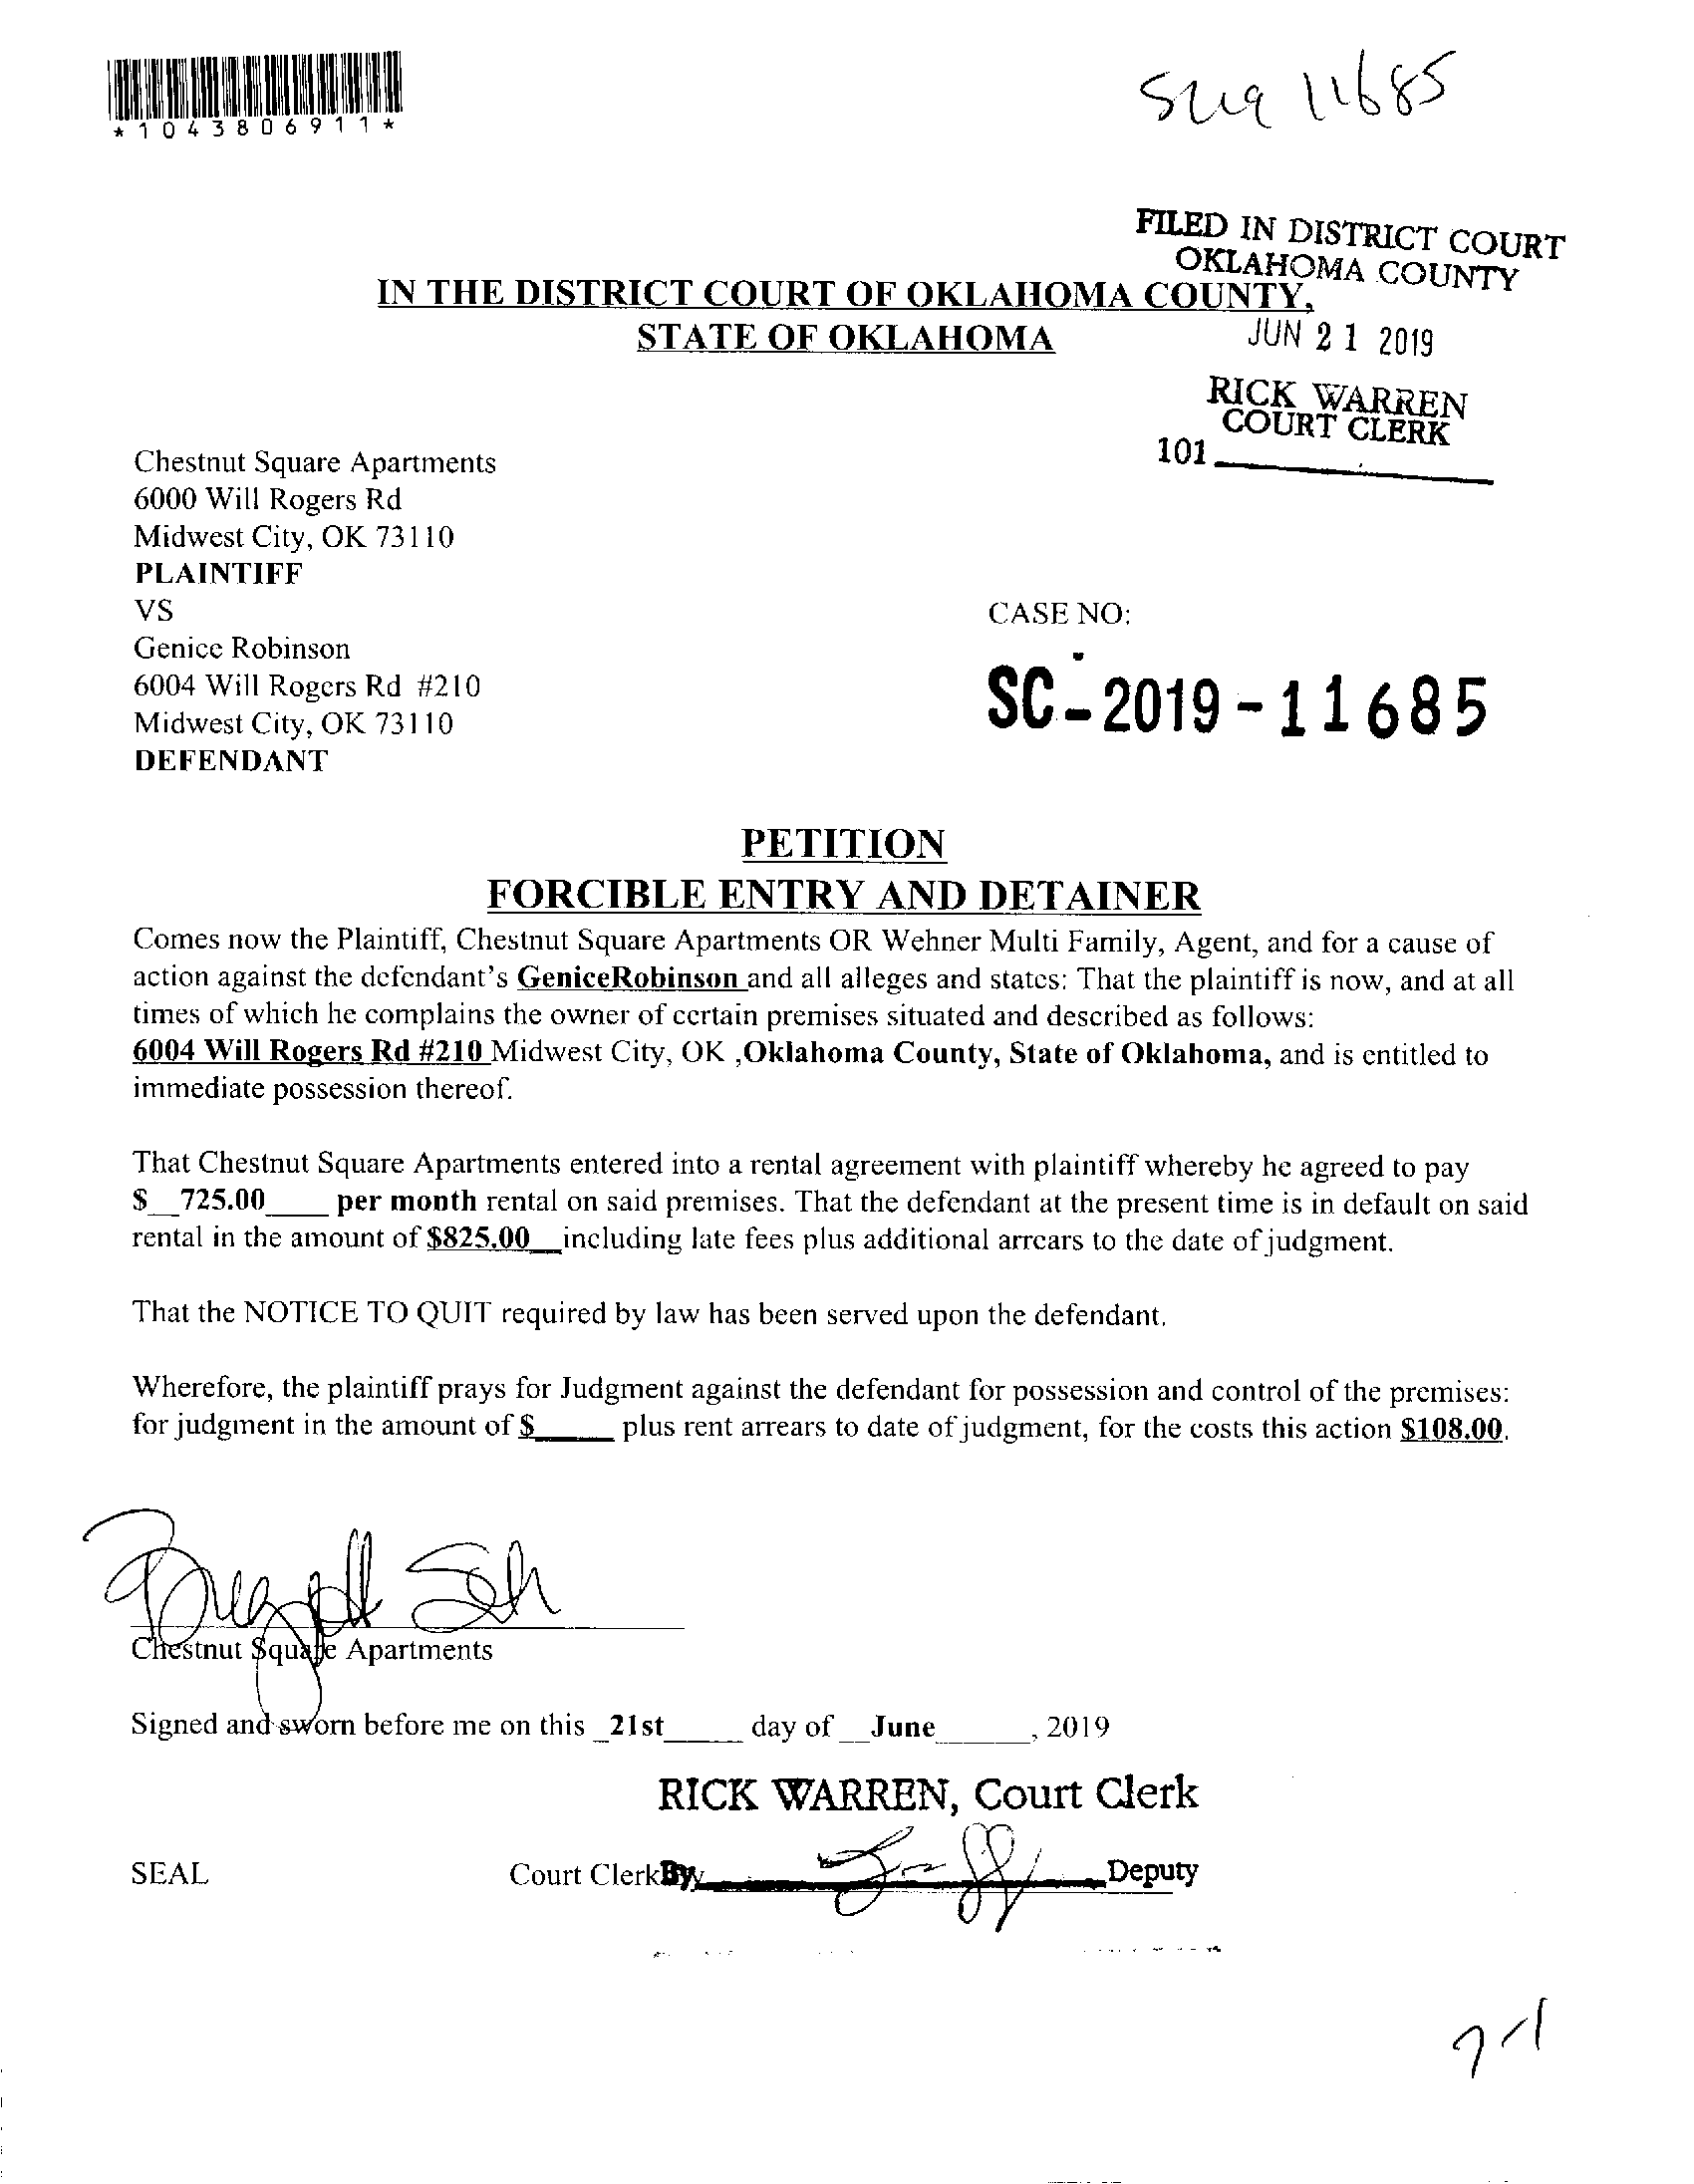 *1043806911*
11685
FILED IN DISTRICT COURT
OKLAHOMA COUNTY
IN THE DISTRICT COURT OF OKLAHOMA COUNTY,
STATE OF OKLAHOMA
JUN 21 2019
RICK WARREN
COURT CLERK
101
Chestnut Square Apartments
6000 Will Rogers Rd
Midwest City, OK 73110
PLAINTIFF
VS
CASE NO:
Genice Robinson
6004 Will Rogers Rd #210
SC-2019-11685
Midwest City, OK 73110
DEFENDANT
PETITION
FORCIBLE ENTRY AND DETAINER
Comes now the Plaintiff, Chestnut Square Apartments OR Wehner Multi Family, Agent, and for a cause of
action against the defendant's GeniceRobinson and all alleges and states: That the plaintiff is now, and at all
times of which he complains the owner of certain premises situated and described as follows:
6004 Will Rogers Rd #210 Midwest City, OK ,Oklahoma County, State of Oklahoma, and is entitled to
immediate possession thereof.
That Chestnut Square Apartments entered into a rental agreement with plaintiff whereby he agreed to pay
$__725.00____ per month rental on said premises. That the defendant at the present time is in default on said
rental in the amount of $825.00__including late fees plus additional arrears to the date of judgment.
That the NOTICE TO QUIT required by law has been served upon the defendant.
Wherefore, the plaintiff prays for Judgment against the defendant for possession and control of the premises:
for judgment in the amount of $_____ plus rent arrears to date of judgment, for the costs this action $108.00.
Chestnut Square Apartments
Signed and sworn before me on this _21st_____ day of __June______, 2019
RICK WARREN, Court Clerk
SEAL
Court Clerk By Deputy